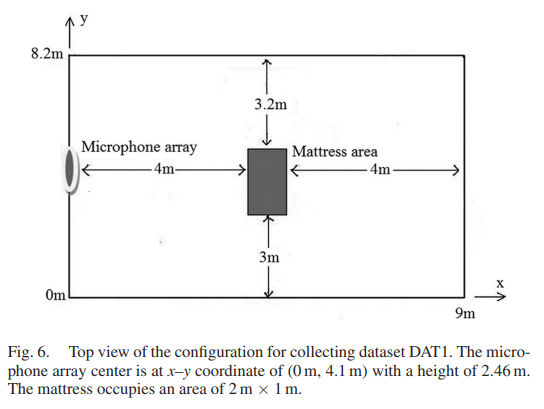 y
8.2m
3.2m
Microphone array
Mattress area
4m
4m
3m
0m
x
9m
Fig. 6. Top view of the configuration for collecting dataset DAT1. The micro-
phone array center is at x–y coordinate of (0 m, 4.1 m) with a height of 2.46 m.
The mattress occupies an area of 2 m × 1 m.